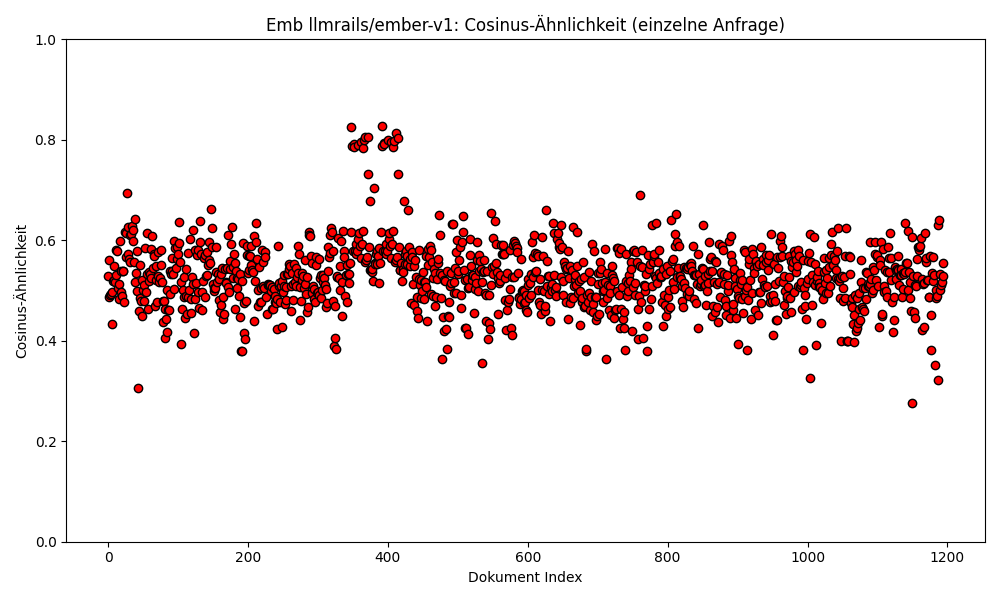 Emb llmrails/ember-v1: Cosinus-Ähnlichkeit (einzelne Anfrage)
Cosinus-Ähnlichkeit
1.0
0.8
0.6
0.4
0.2
0.0
0 200 400 600 800 1000 1200
Dokument Index